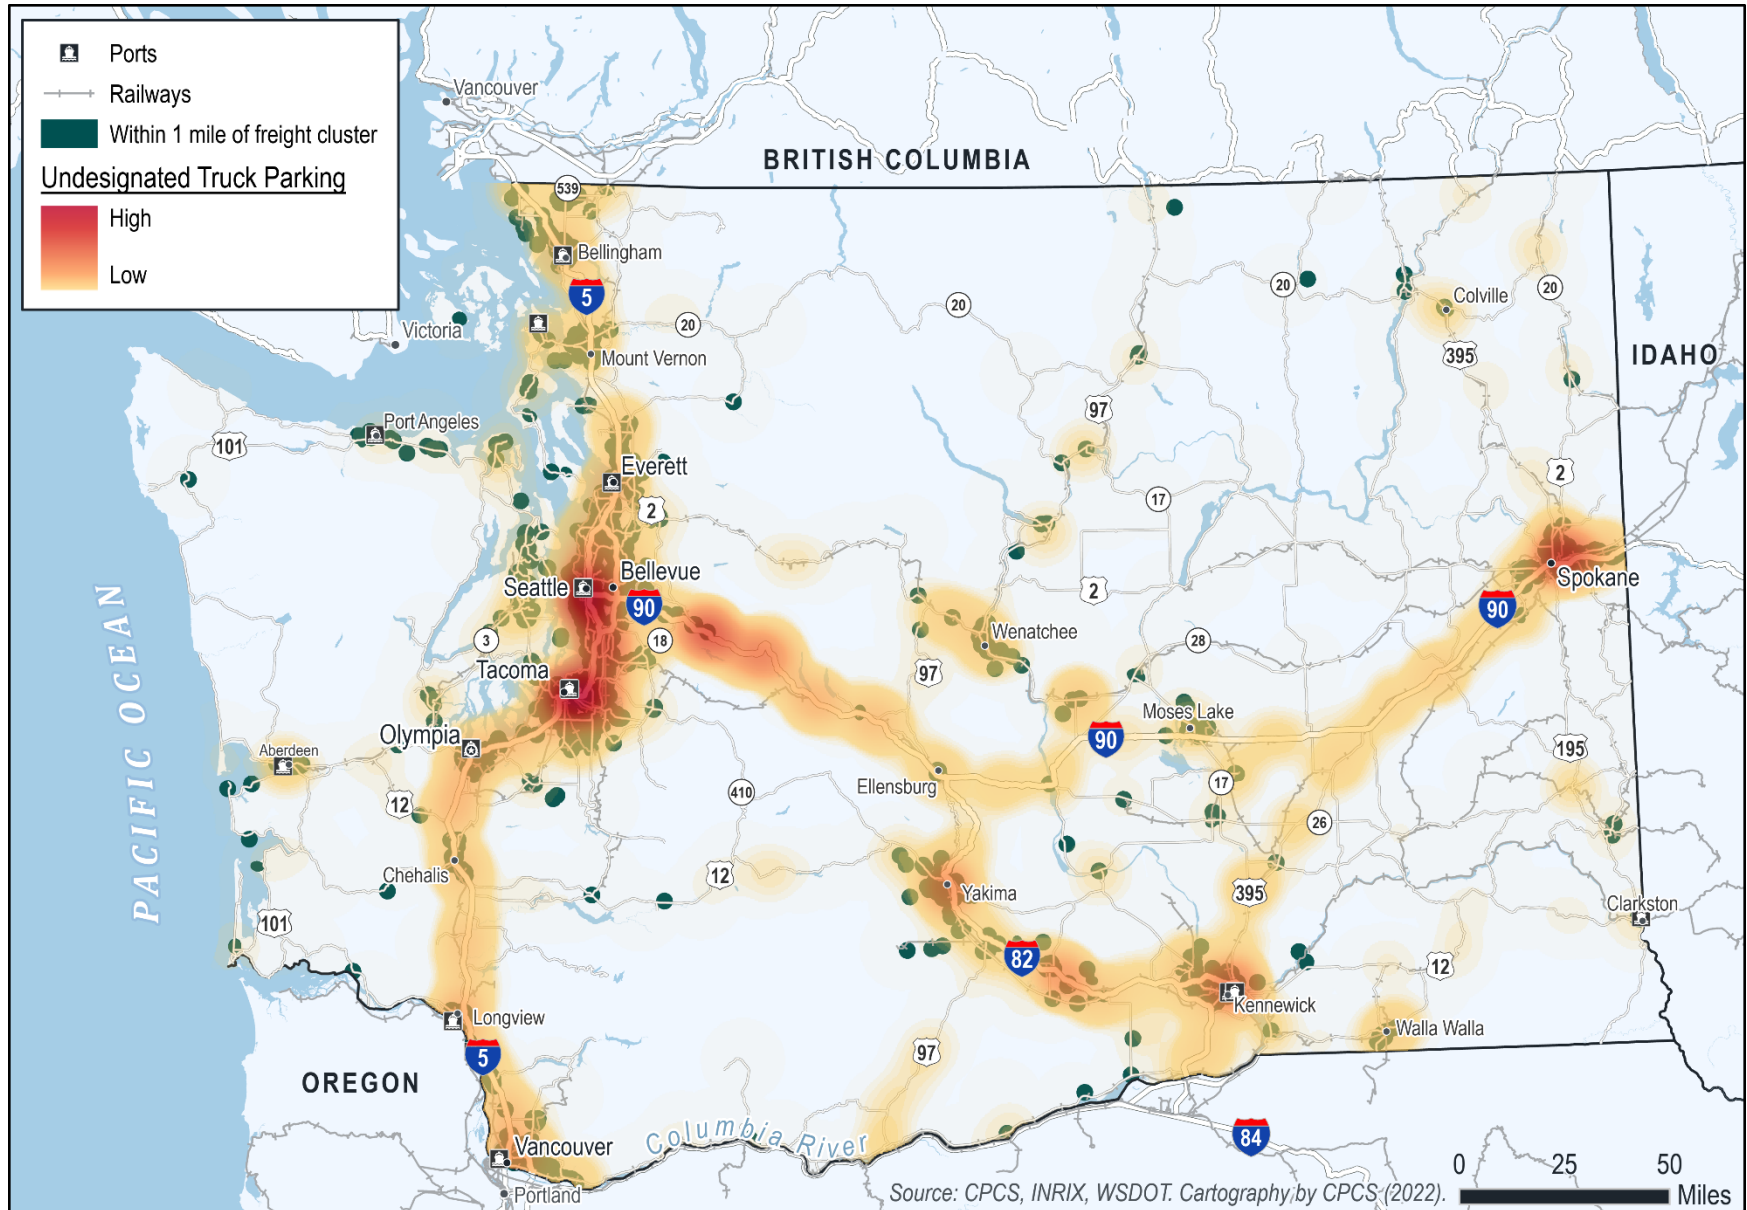 Ports
Railways
Within 1 mile of freight cluster
Undesignated Truck Parking
High
Low
Vancouver
BRITISH COLUMBIA
539
Bellingham
5
20
20
20
20
Colville
Victoria
Mount Vernon
395
IDAHO
97
Port Angeles
101
Everett
2
2
17
Seattle
Bellevue
Spokane
90
90
2
3
18
Wenatchee
28
Tacoma
97
Moses Lake
Olympia
90
195
Aberdeen
Ellensburg
17
12
410
26
PACIFIC OCEAN
Chehalis
12
Yakima
395
Clarkston
101
82
12
Kennewick
Longview
Walla Walla
5
97
OREGON
Vancouver
Columbia River
84
Portland
0 25 50
Miles
Source: CPCS, INRIX, WSDOT. Cartography by CPCS (2022).